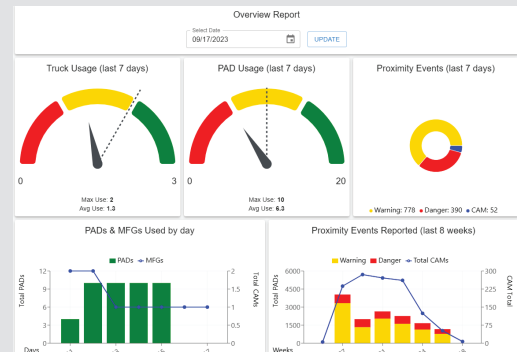 Overview Report
Select Date
09/17/2023
UPDATE
Truck Usage (last 7 days)
0
3
Max Use: 2
Avg Use: 1.3
PAD Usage (last 7 days)
0
20
Max Use: 10
Avg Use: 6.3
Proximity Events (last 7 days)
Warning: 778 Danger: 390 CAM: 52
PADs & MFGs Used by day
PADs MFGs
Total PADs
12
9
6
3
0
2
1.5
1
0.5
0
Total CAMs
Days
Proximity Events Reported (last 8 weeks)
Warning Danger Total CAMs
Total PADs
6000
4500
3000
1500
0
300
225
150
75
0
CAM Total
Weeks